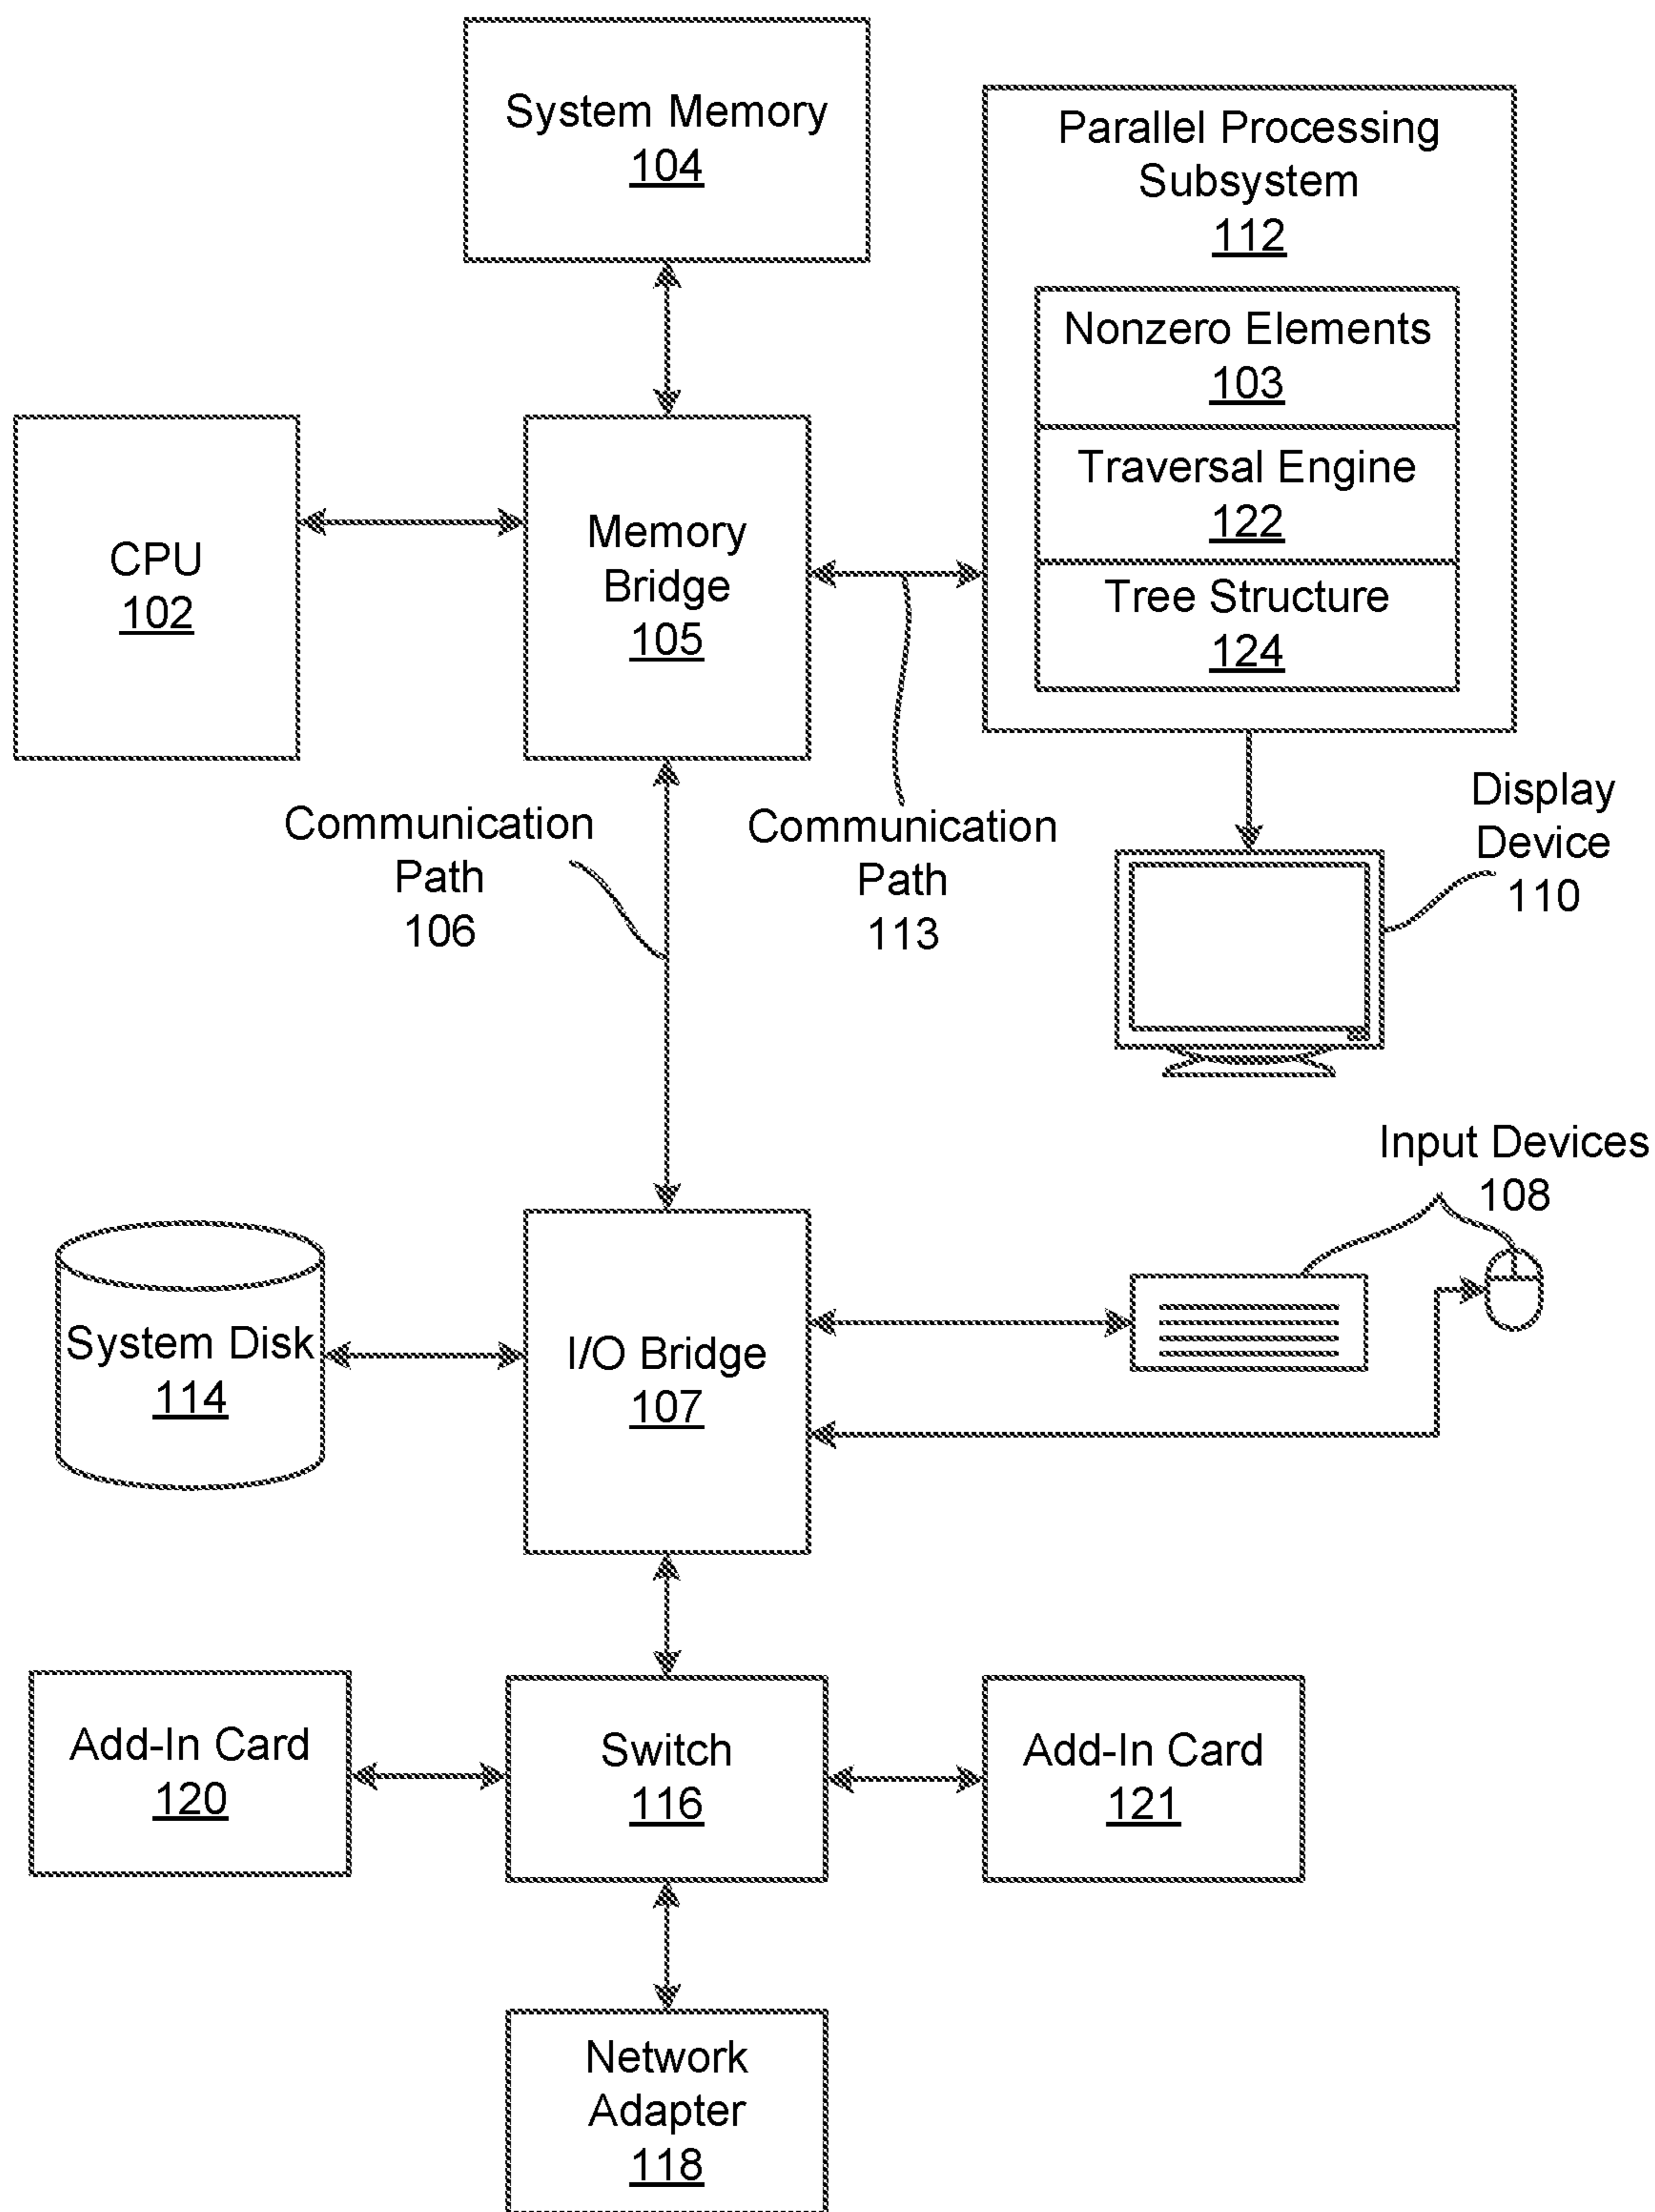 System Memory
104
Parallel Processing
Subsystem
112
Nonzero Elements
103
Traversal Engine
122
Tree Structure
124
CPU
102
Memory
Bridge
105
Communication
Path
106
Communication
Path
113
Display
Device
110
Input Devices
108
System Disk
114
I/O Bridge
107
Add-In Card
120
Switch
116
Add-In Card
121
Network
Adapter
118